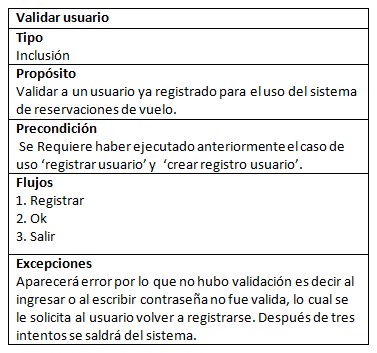 Validar usuario
Tipo
Inclusión
Propósito
Validar a un usuario ya registrado para el uso del sistema
de reservaciones de vuelo.
Precondición
Se Requiere haber ejecutado anteriormente el caso de
uso ‘registrar usuario’ y ‘crear registro usuario’.
Flujos
1. Registrar
2. Ok
3. Salir
Excepciones
Aparecerá error por lo que no hubo validación es decir al
ingresar o al escribir contraseña no fue valida, lo cual se
le solicita al usuario volver a registrarse. Después de tres
intentos se saldrá del sistema.